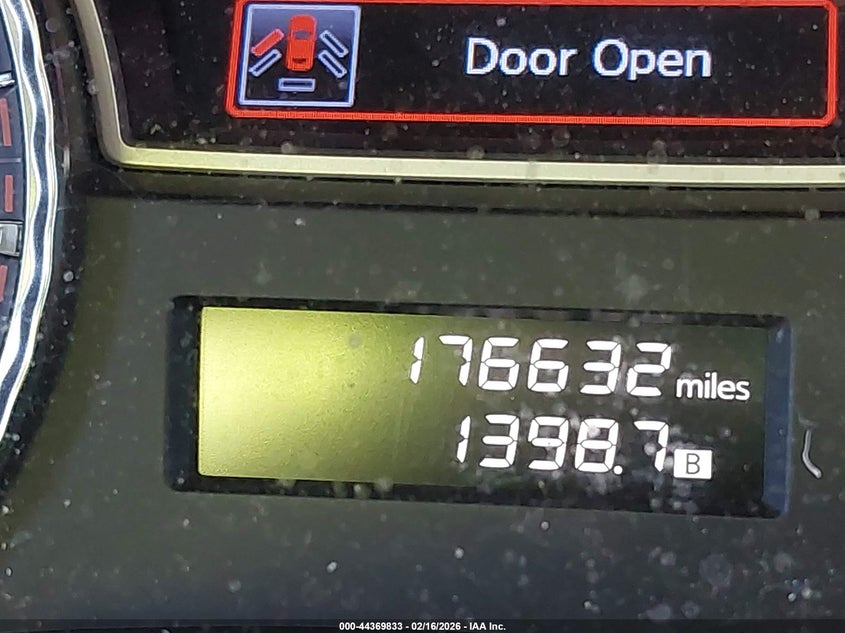 Door Open
176632 miles
1398.7 B
000-44369833 - 02/16/2026 - IAA Inc.